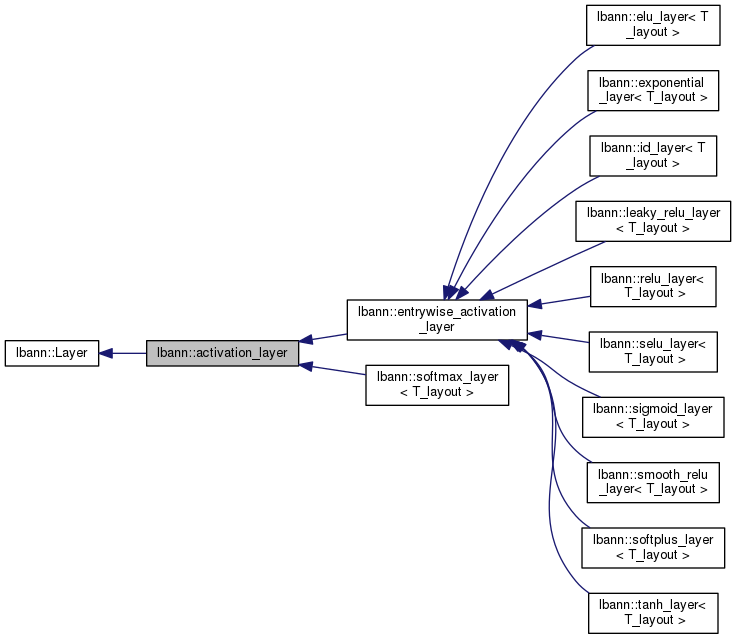 lbann::elu_layer< T
_layout >
lbann::exponential
_layer< T_layout >
lbann::id_layer< T
_layout >
lbann::leaky_relu_layer
< T_layout >
lbann::relu_layer<
T_layout >
lbann::entrywise_activation
_layer
lbann::selu_layer<
T_layout >
lbann::Layer
lbann::activation_layer
lbann::softmax_layer
< T_layout >
lbann::sigmoid_layer
< T_layout >
lbann::smooth_relu
_layer< T_layout >
lbann::softplus_layer
< T_layout >
lbann::tanh_layer<
T_layout >